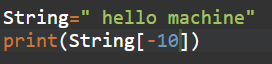 String=" hello machine"
print(String[-10])